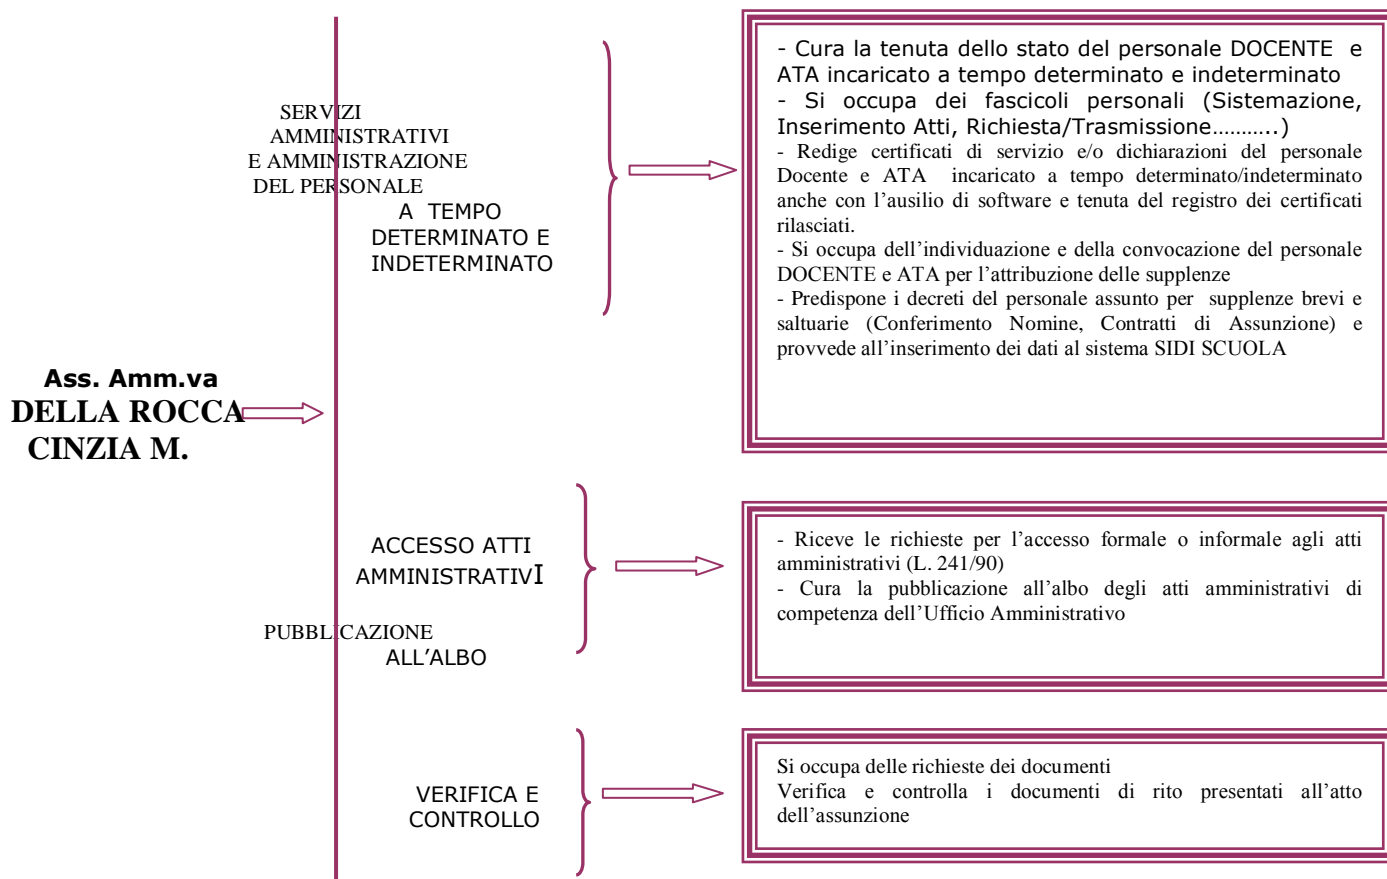 Ass. Amm.va
DELLA ROCCA
CINZIA M.
SERVIZI
AMMINISTRATIVI
E AMMINISTRAZIONE
DEL PERSONALE
A TEMPO
DETERMINATO E
INDETERMINATO
- Cura la tenuta dello stato del personale DOCENTE e
ATA incaricato a tempo determinato e indeterminato
- Si occupa dei fascicoli personali (Sistemazione,
Inserimento Atti, Richiesta/Trasmissione………..)
- Redige certificati di servizio e/o dichiarazioni del personale
Docente e ATA incaricato a tempo determinato/indeterminato
anche con l’ausilio di software e tenuta del registro dei certificati
rilasciati.
- Si occupa dell’individuazione e della convocazione del personale
DOCENTE e ATA per l’attribuzione delle supplenze
- Predispone i decreti del personale assunto per supplenze brevi e
saltuarie (Conferimento Nomine, Contratti di Assunzione) e
provvede all’inserimento dei dati al sistema SIDI SCUOLA
ACCESSO ATTI
AMMINISTRATIVI
PUBBLICAZIONE
ALL’ALBO
- Riceve le richieste per l’accesso formale o informale agli atti
amministrativi (L. 241/90)
- Cura la pubblicazione all’albo degli atti amministrativi di
competenza dell’Ufficio Amministrativo
VERIFICA E
CONTROLLO
Si occupa delle richieste dei documenti
Verifica e controlla i documenti di rito presentati all’atto
dell’assunzione